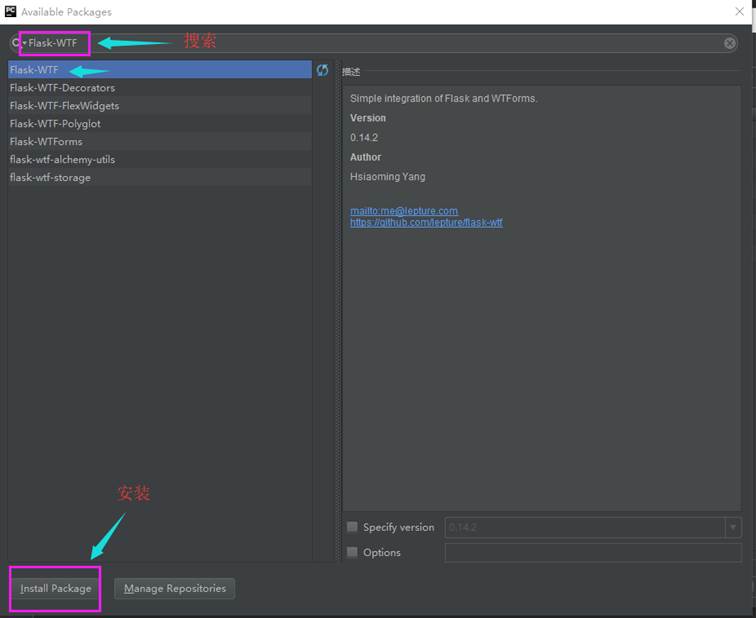 PC
Available Packages
Flask-WTF
搜索
Flask-WTF
Flask-WTF-Decorators
Flask-WTF-FlexWidgets
Flask-WTF-Polyglot
Flask-WTForms
flask-wtf-alchemy-utils
flask-wtf-storage
描述
Simple integration of Flask and WTForms.
Version
0.14.2
Author
Hsiaoming Yang
mailto:me@lepture.com
https://github.com/lepture/flask-wtf
安装
Specify version 0.14.2
Options
Install Package Manage Repositories